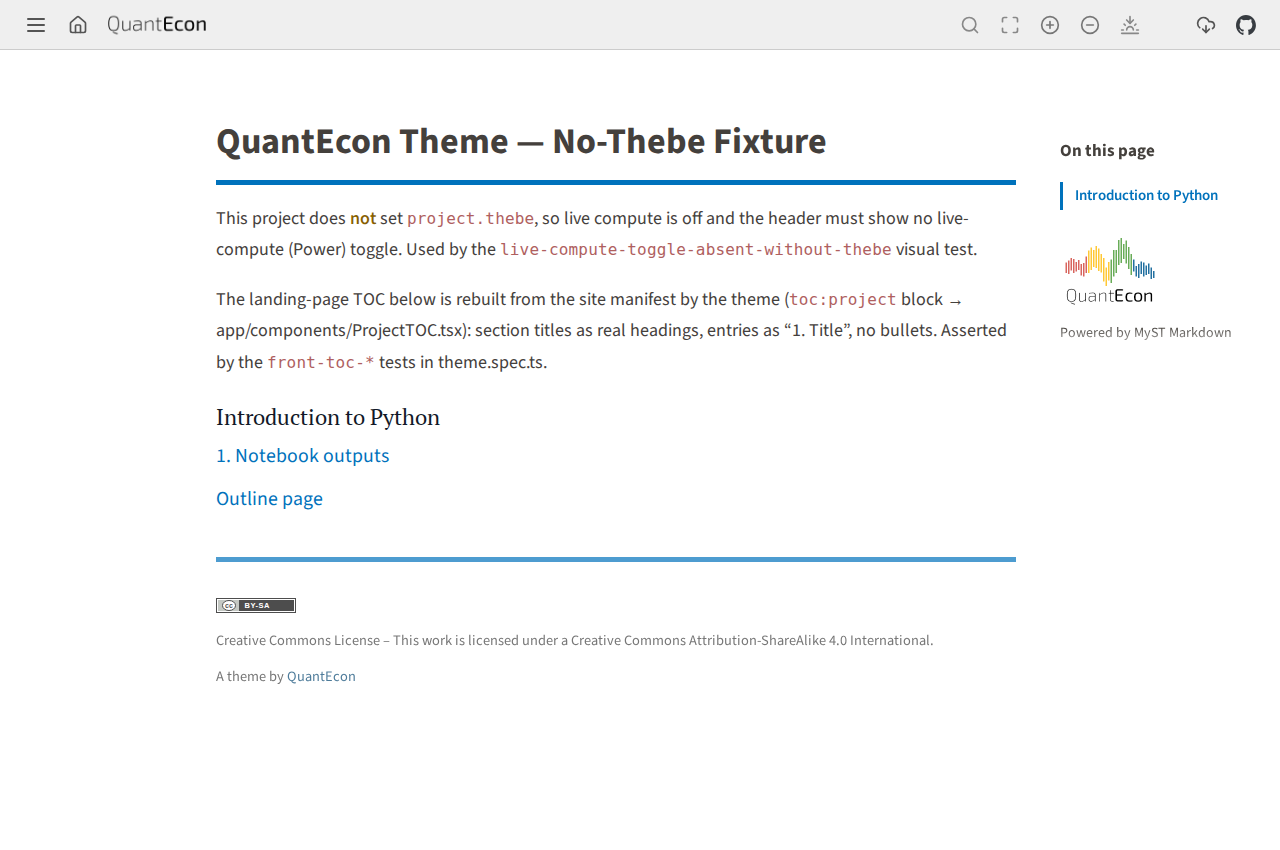 QuantEcon
QuantEcon Theme — No-Thebe Fixture
This project does not set project.thebe, so live compute is off and the header must show no live-
compute (Power) toggle. Used by the live-compute-toggle-absent-without-thebe visual test.
The landing-page TOC below is rebuilt from the site manifest by the theme (toc:project block →
app/components/ProjectTOC.tsx): section titles as real headings, entries as “1. Title”, no bullets. Asserted
by the front-toc-* tests in theme.spec.ts.
Introduction to Python
1. Notebook outputs
Outline page
CC BY-SA
Creative Commons License – This work is licensed under a Creative Commons Attribution-ShareAlike 4.0 International.
A theme by QuantEcon
On this page
Introduction to Python
QuantEcon
Powered by MyST Markdown